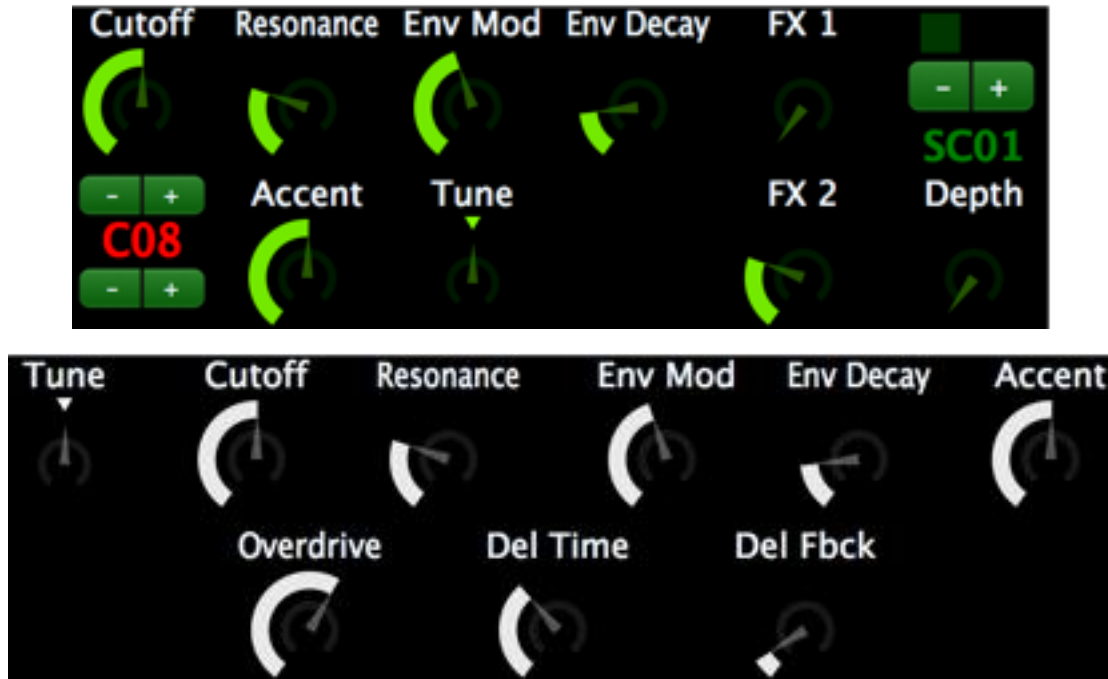 Cutoff Resonance Env Mod Env Decay FX 1
- +
SC01
- + Accent Tune FX 2 Depth
C08
- +
Tune Cutoff Resonance Env Mod Env Decay Accent
Overdrive Del Time Del Fbck